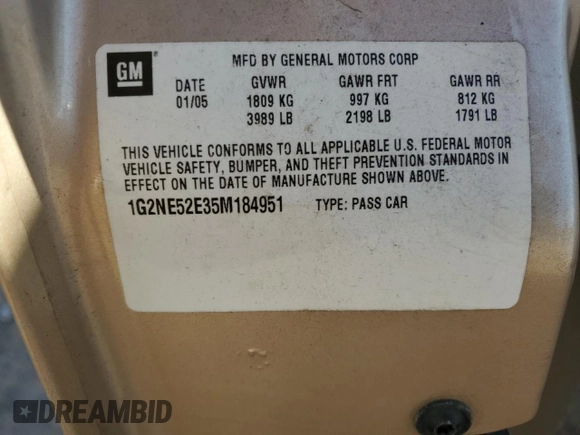 GM
MFD BY GENERAL MOTORS CORP
DATE GVWR GAWR FRT GAWR RR
01/05 1809 KG 997 KG 812 KG
3989 LB 2198 LB 1791 LB
THIS VEHICLE CONFORMS TO ALL APPLICABLE U.S. FEDERAL MOTOR
VEHICLE SAFETY, BUMPER, AND THEFT PREVENTION STANDARDS IN
EFFECT ON THE DATE OF MANUFACTURE SHOWN ABOVE.
1G2NE52E35M184951 TYPE: PASS CAR
DREAMBID